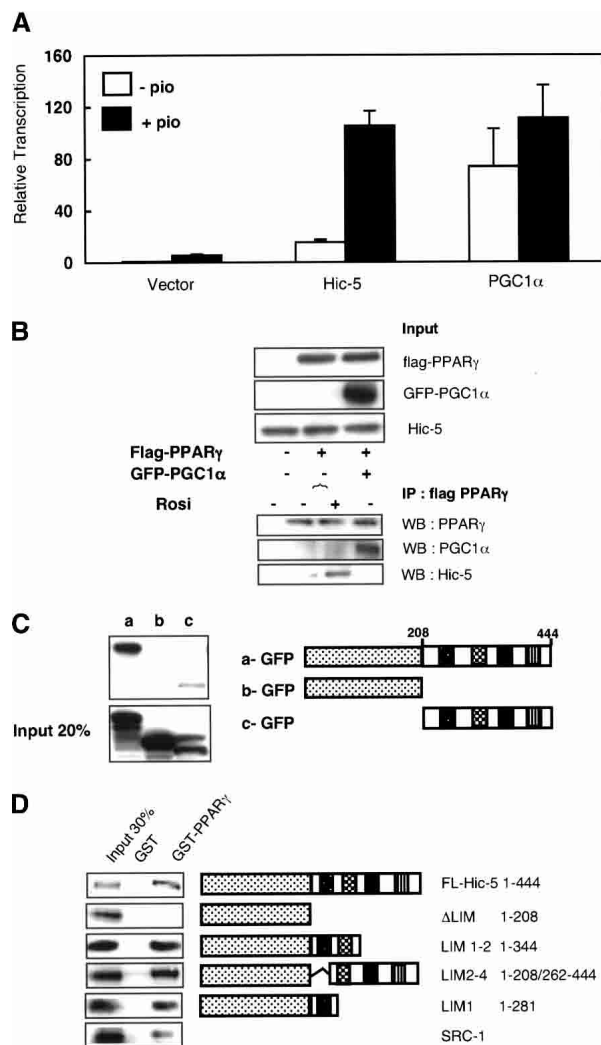 A
160
120
80
40
0
Relative Transcription
- pio
+ pio
Vector Hic-5 PGC1α
B
Input
flag-PPARγ
GFP-PGC1α
Hic-5
Flag-PPARγ - + +
GFP-PGC1α - - +
IP : flag PPARγ
Rosi - - + -
WB : PPARγ
WB : PGC1α
WB : Hic-5
C
a b c
Input 20%
208 444
a- GFP
b- GFP
c- GFP
D
Input 30%
GST
GST-PPARγ
FL-Hic-5 1-444
ΔLIM 1-208
LIM 1-2 1-344
LIM2-4 1-208/262-444
LIM1 1-281
SRC-1